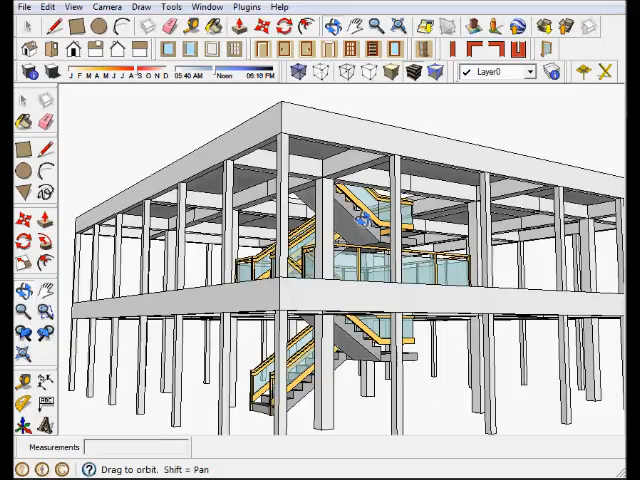 File Edit View Camera Draw Tools Window Plugins Help
J F M A M J J A S O N D 05:40 AM Noon 06:18 PM
Layer0
ABC
Measurements
Drag to orbit. Shift = Pan